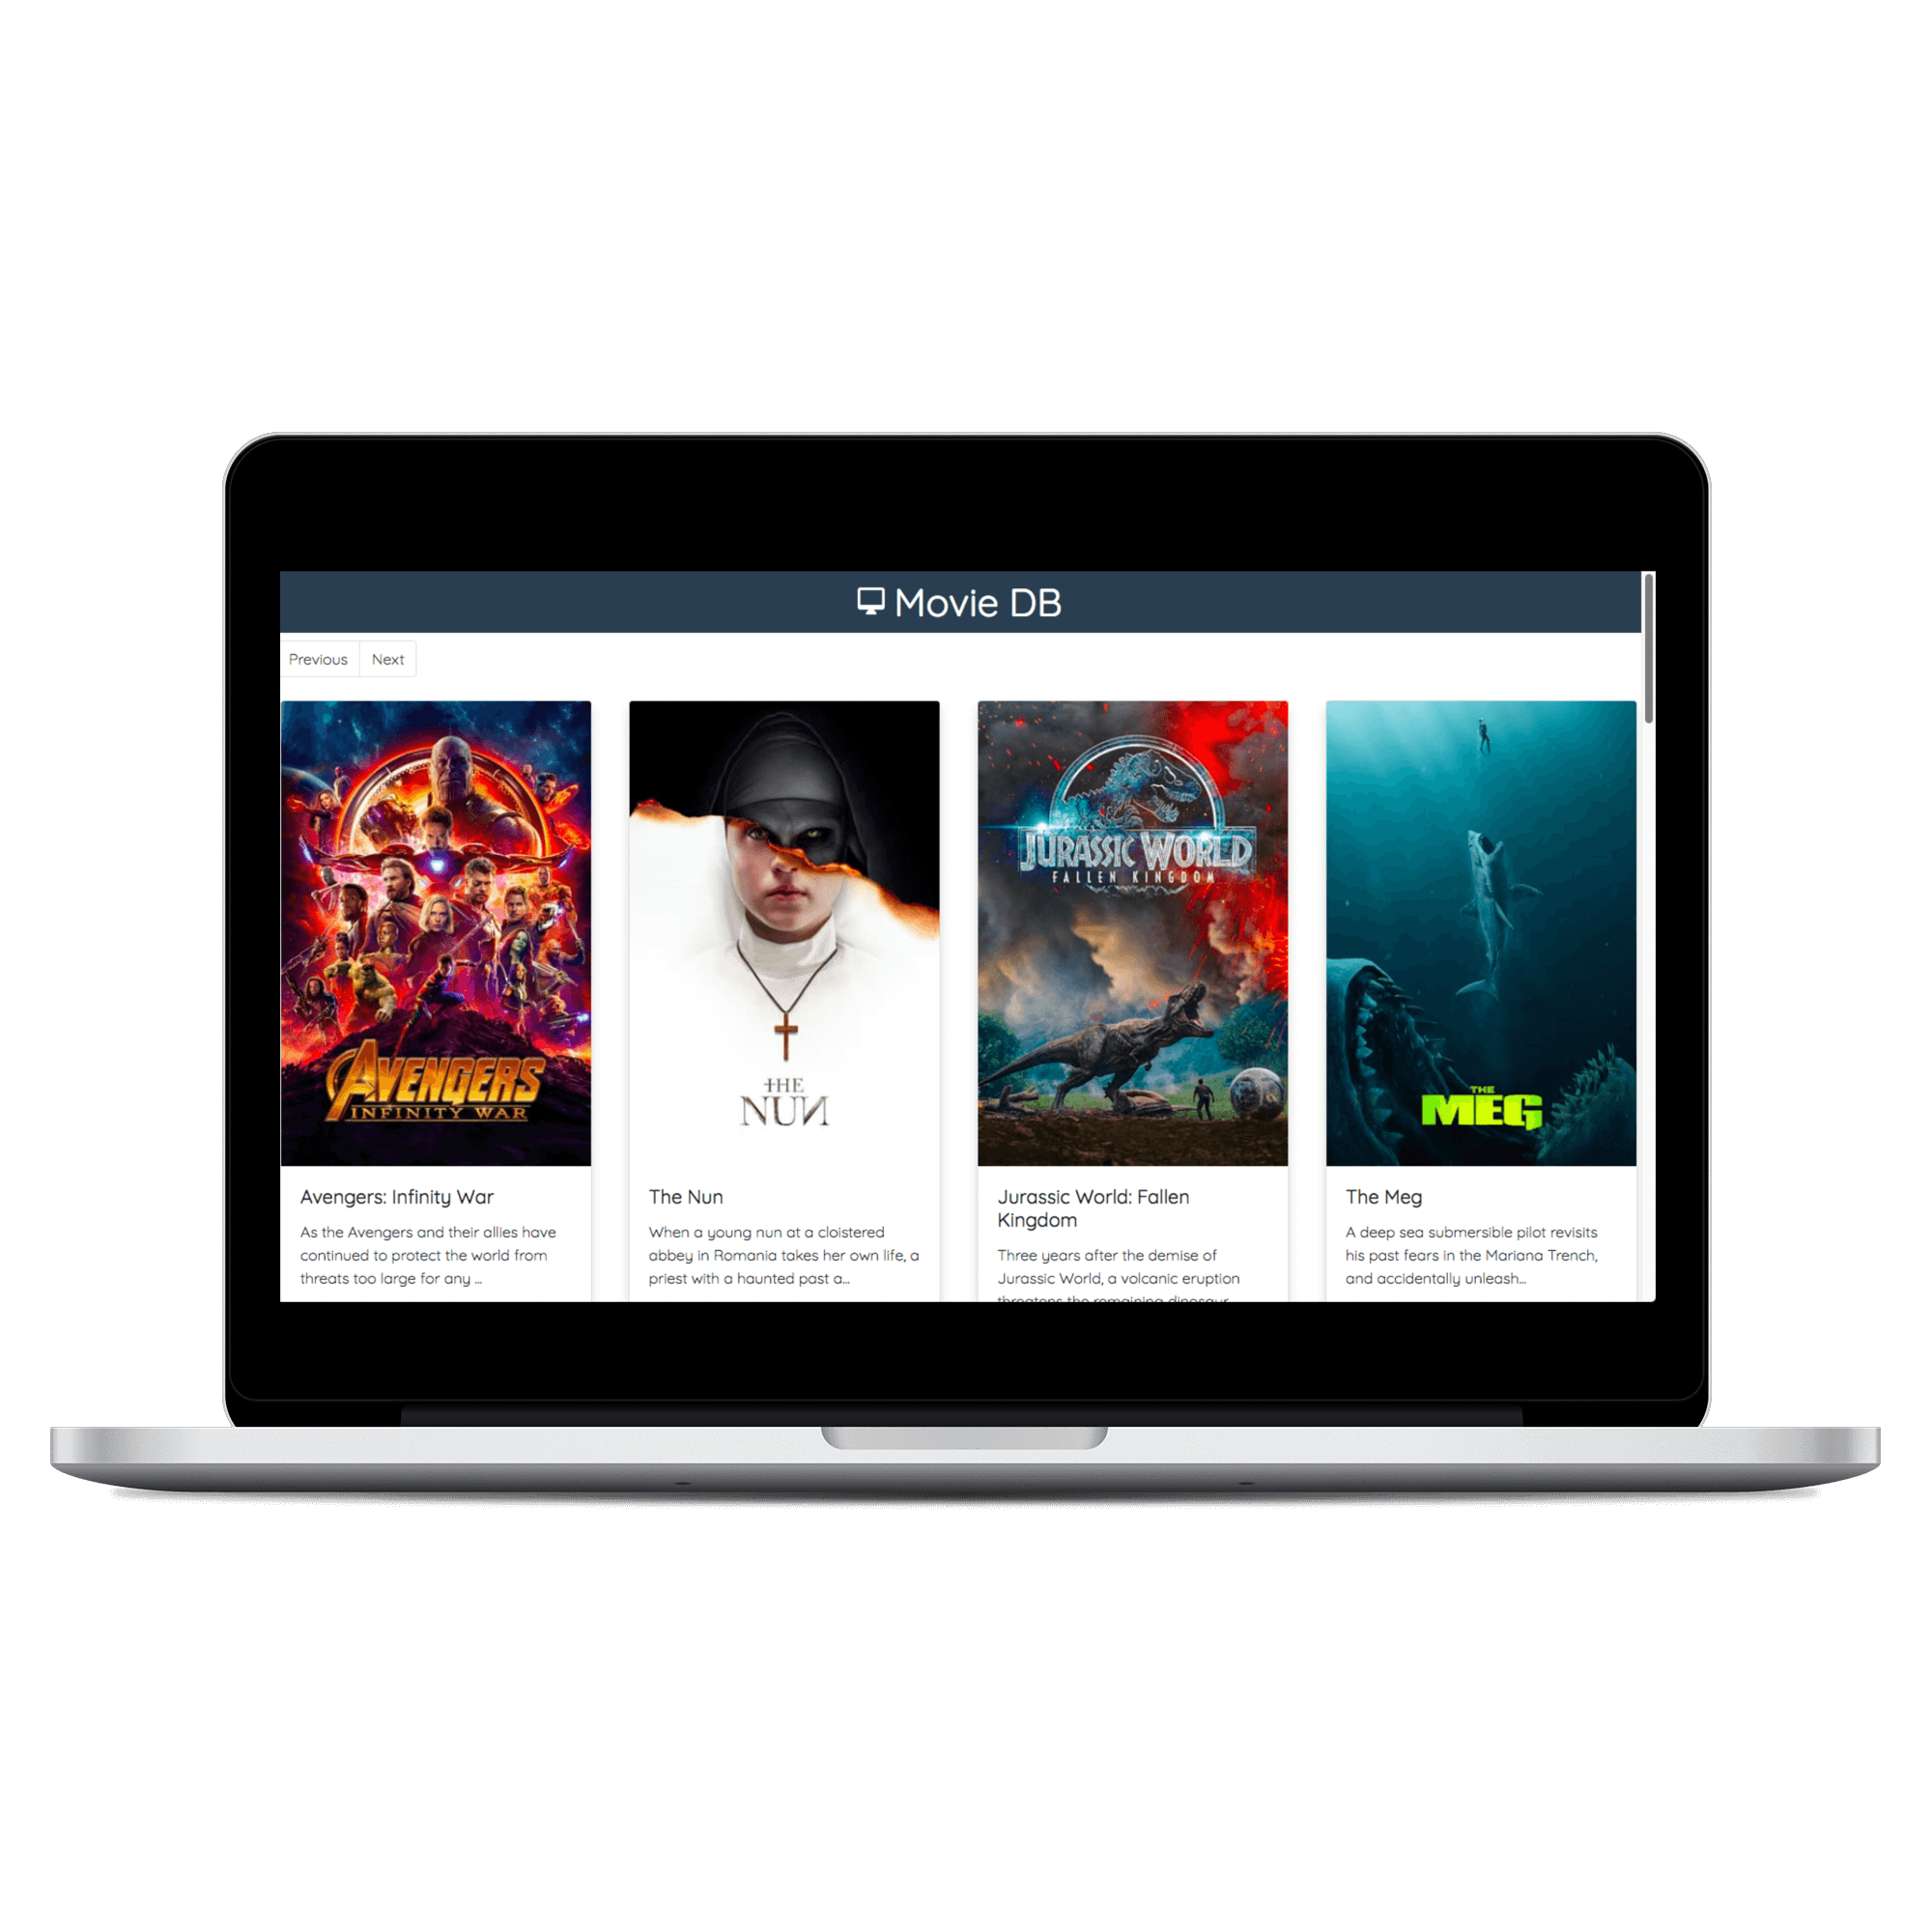 Movie DB
Previous Next
AVENGERS
INFINITY WAR
THE
NUN
JURASSIC WORLD
FALLEN KINGDOM
THE
MEG
Avengers: Infinity War
As the Avengers and their allies have
continued to protect the world from
threats too large for any ...
The Nun
When a young nun at a cloistered
abbey in Romania takes her own life, a
priest with a haunted past a...
Jurassic World: Fallen
Kingdom
Three years after the demise of
Jurassic World, a volcanic eruption
threatens the remaining dinosaur
The Meg
A deep sea submersible pilot revisits
his past fears in the Mariana Trench,
and accidentally unleash...